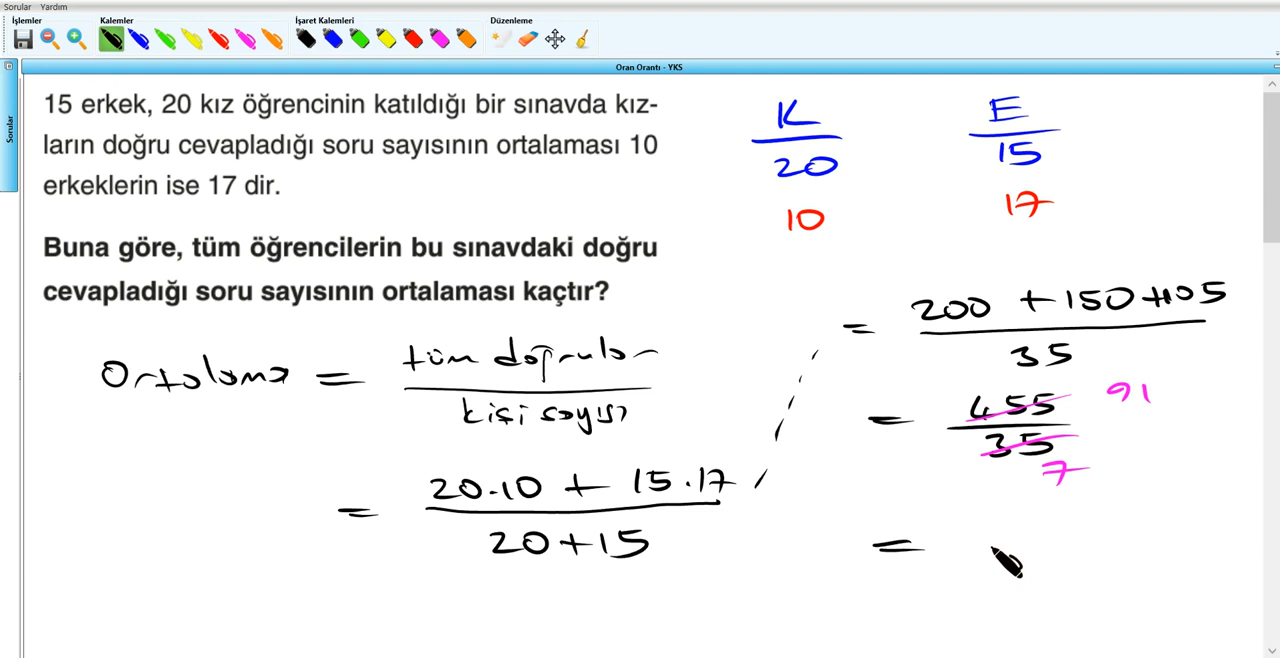 Sorular Yardım
İşlemler Kalemler İşaret Kalemleri Düzenleme
Oran Orantı - YKS
Sorular
15 erkek, 20 kız öğrencinin katıldığı bir sınavda kız-
ların doğru cevapladığı soru sayısının ortalaması 10
erkeklerin ise 17 dir.
Buna göre, tüm öğrencilerin bu sınavdaki doğru
cevapladığı soru sayısının ortalaması kaçtır?
K E
20 15
10 17
Ortalama = tüm doğrular
kişi sayısı
= 20.10 + 15.17
20+15
= 200 + 150+105
35
= 455 91
35 7
=